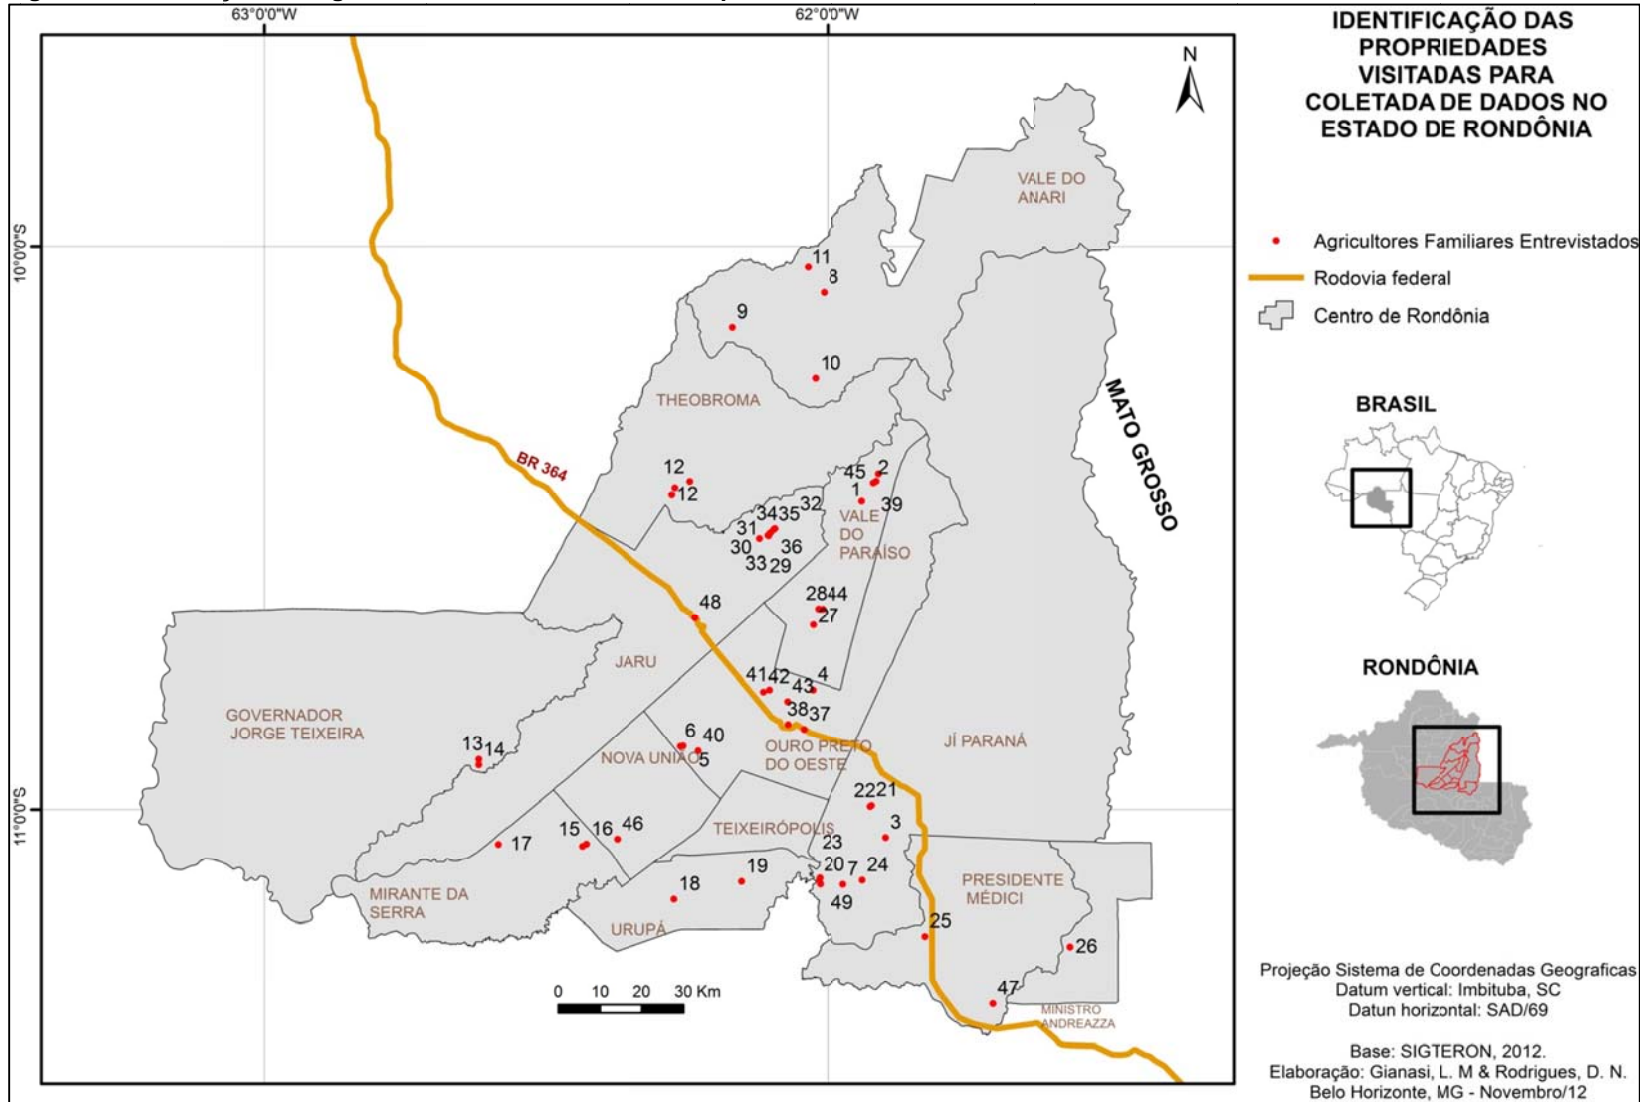 63°0'0"W
62°0'0"W
10°0'0"S
11°0'0"S
N
VALE DO
ANARI
11
8
9
10
THEOBROMA
MATO GROSSO
BR 364
12
12
45
2
1
39
VALE
DO
PARAÍSO
32
34 35
31
30
36
33 29
28 44
27
48
JARU
41 42
4
43
38
37
GOVERNADOR
JORGE TEIXEIRA
13 14
6
40
5
NOVA UNIÃO
OURO PRETO
DO OESTE
JÍ PARANÁ
22 21
3
TEIXEIRÓPOLIS
15
16
46
17
23
20
7
24
49
19
18
MIRANTE DA
SERRA
URUPÁ
PRESIDENTE
MÉDICI
25
26
47
MINISTRO
ANDREAZZA
0 10 20 30 Km
IDENTIFICAÇÃO DAS
PROPRIEDADES
VISITADAS PARA
COLETADA DE DADOS NO
ESTADO DE RONDÔNIA
Agricultores Familiares Entrevistados
Rodovia federal
Centro de Rondônia
BRASIL
RONDÔNIA
Projeção Sistema de Coordenadas Geograficas
Datum vertical: Imbituba, SC
Datun horizontal: SAD/69
Base: SIGTERON, 2012.
Elaboração: Gianasi, L. M & Rodrigues, D. N.
Belo Horizonte, MG - Novembro/12